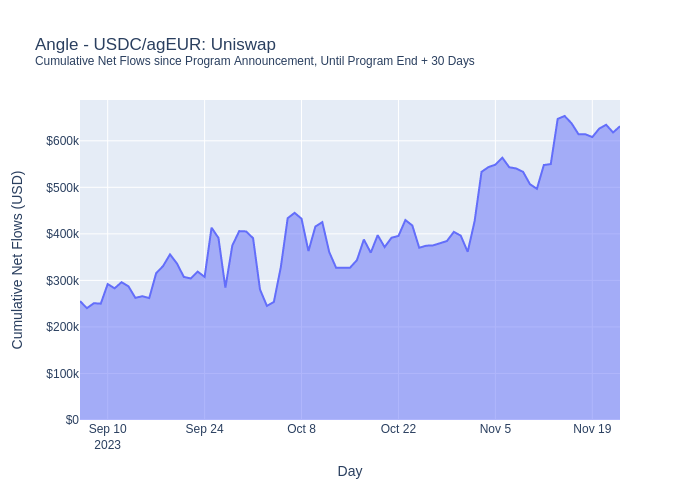 Angle - USDC/agEUR: Uniswap
Cumulative Net Flows since Program Announcement, Until Program End + 30 Days
Cumulative Net Flows (USD)
$600k
$500k
$400k
$300k
$200k
$100k
$0
Sep 10
2023
Sep 24
Oct 8
Oct 22
Nov 5
Nov 19
Day